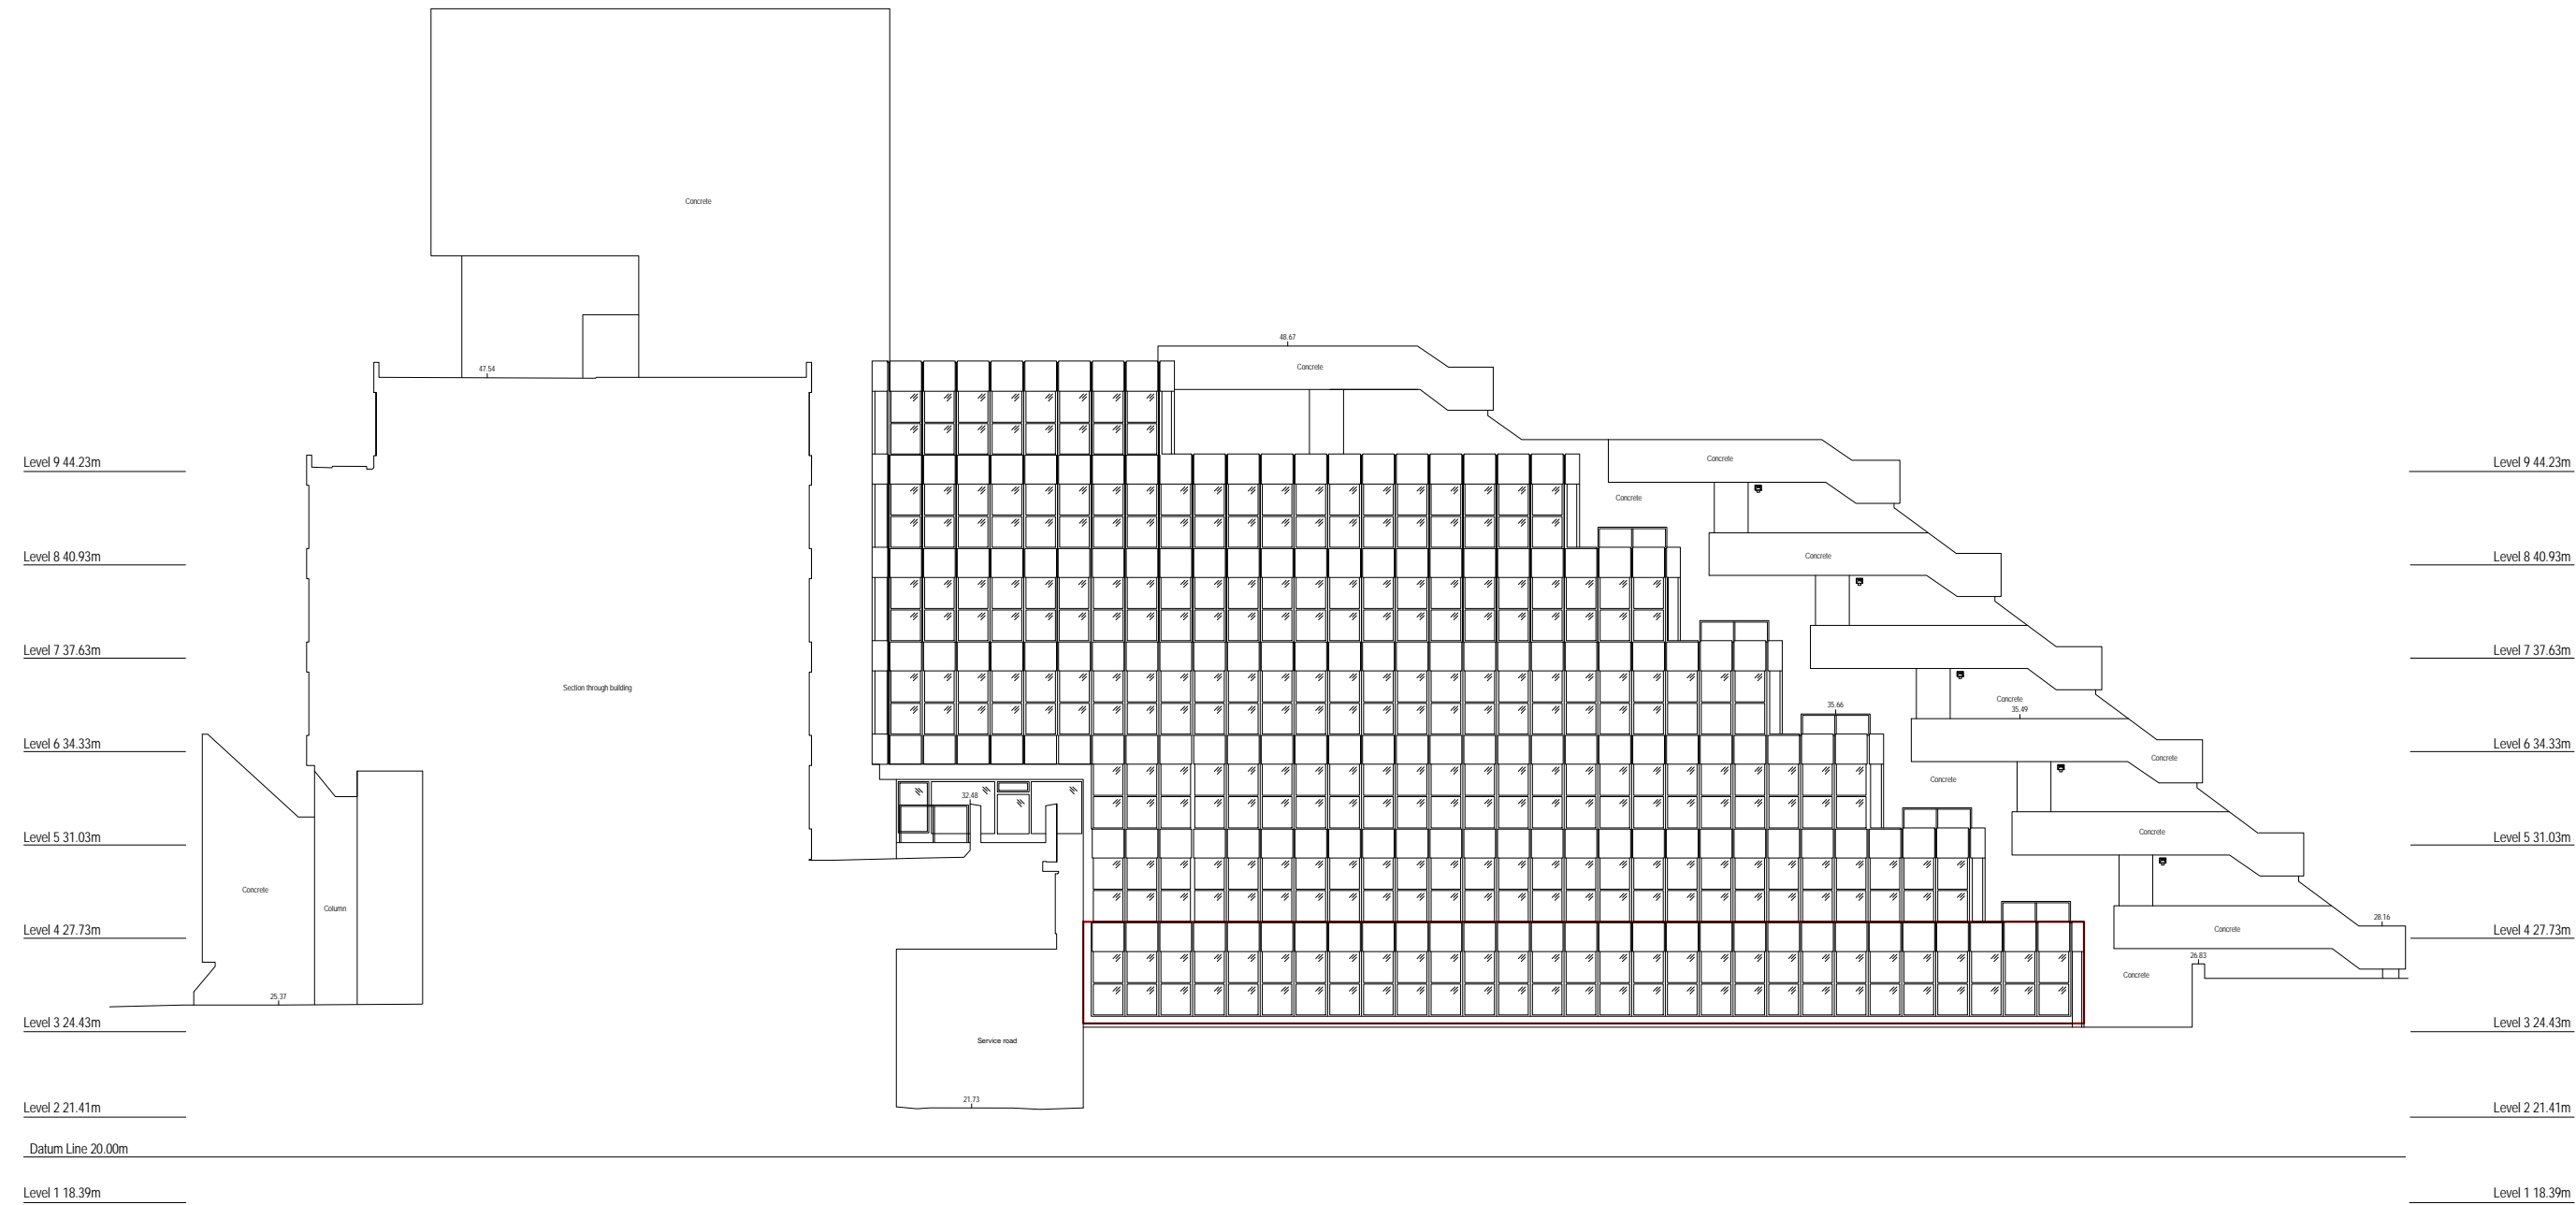 Concrete
48.67
Concrete
47.54
Level 9 44.23m
Concrete
Level 9 44.23m
Concrete
Level 8 40.93m
Concrete
Level 8 40.93m
Level 7 37.63m
Level 7 37.63m
Section through building
Concrete
35.66
35.49
Level 6 34.33m
Level 6 34.33m
Concrete
Concrete
32.48
Level 5 31.03m
Concrete
Level 5 31.03m
Concrete
Column
28.16
Level 4 27.73m
Concrete
Level 4 27.73m
26.83
Concrete
25.37
Level 3 24.43m
Level 3 24.43m
Service road
21.73
Level 2 21.41m
Level 2 21.41m
Datum Line 20.00m
Level 1 18.39m
Level 1 18.39m